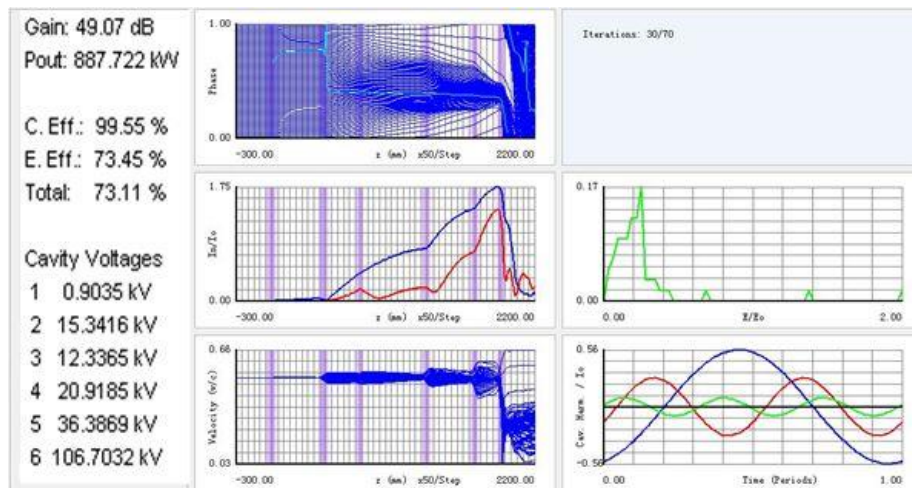 Gain: 49.07 dB
Pout: 887.722 kW
C. Eff.: 99.55 %
E. Eff.: 73.45 %
Total: 73.11 %
Cavity Voltages
1 0.9035 kV
2 15.3416 kV
3 12.3365 kV
4 20.9185 kV
5 36.3869 kV
6 106.7032 kV
1.00
Phase
0.00
-300.00 z (mm) x50/Step 2200.00
Iterations: 30/70
1.75
In/Io
0.00
-300.00 z (mm) x50/Step 2200.00
0.17
0.00
0.00 E/Eo 2.00
0.66
Velocity (v/c)
0.03
-300.00 z (mm) x50/Step 2200.00
0.56
Cav. Harm. / Io
-0.56
0.00 Time (Periods) 1.00